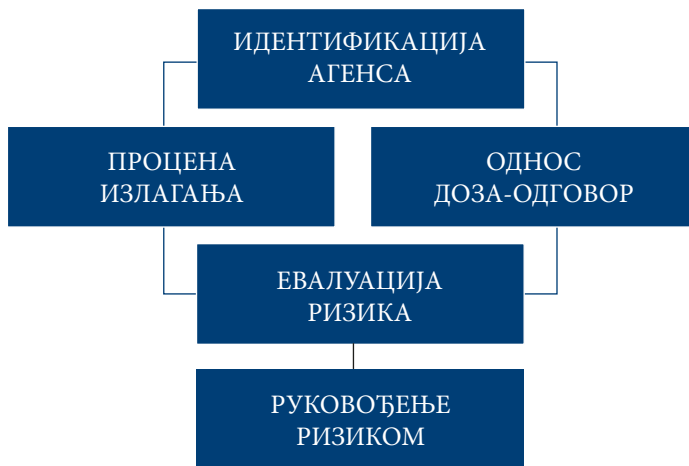 ИДЕНТИФИКАЦИЈА
АГЕНСА
ПРОЦЕНА
ИЗЛАГАЊА
ОДНОС
ДОЗА-ОДГОВОР
ЕВАЛУАЦИЈА
РИЗИКА
РУКОВОЂЕЊЕ
РИЗИКОМ